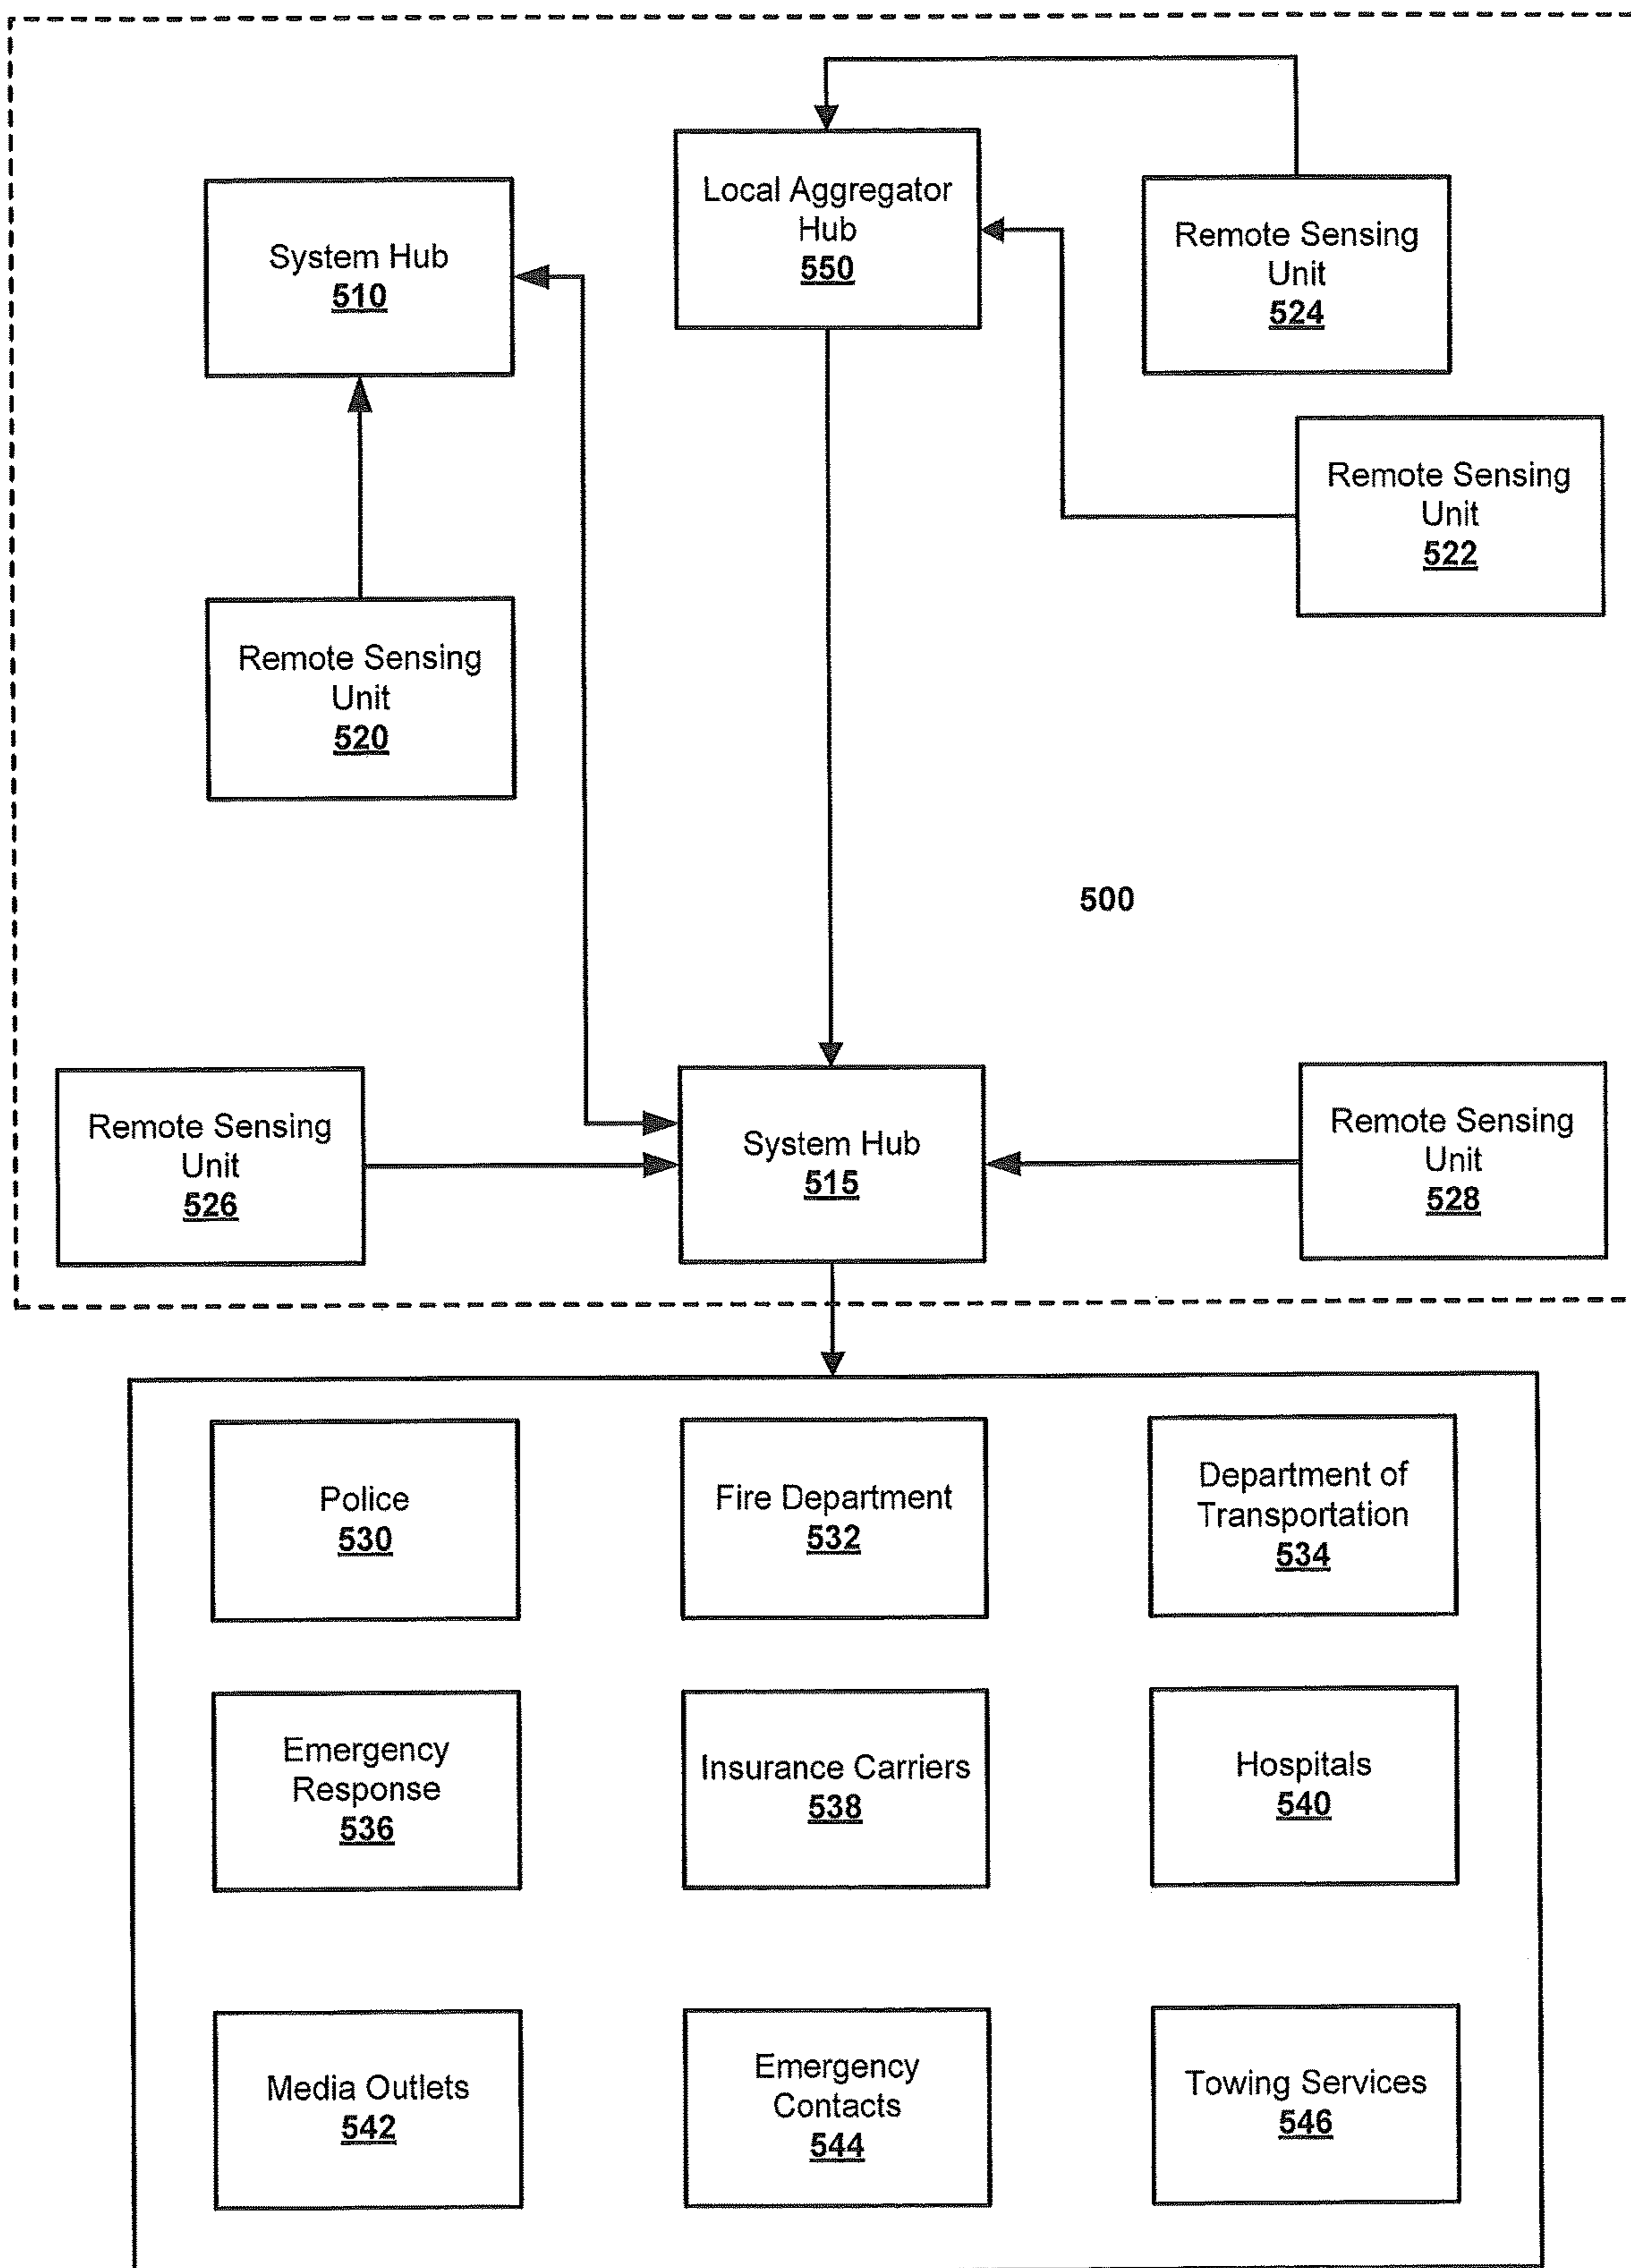 Local Aggregator
Hub
550
System Hub
510
Remote Sensing
Unit
524
Remote Sensing
Unit
522
Remote Sensing
Unit
520
500
Remote Sensing
Unit
526
System Hub
515
Remote Sensing
Unit
528
Police
530
Fire Department
532
Department of
Transportation
534
Emergency
Response
536
Insurance Carriers
538
Hospitals
540
Media Outlets
542
Emergency
Contacts
544
Towing Services
546